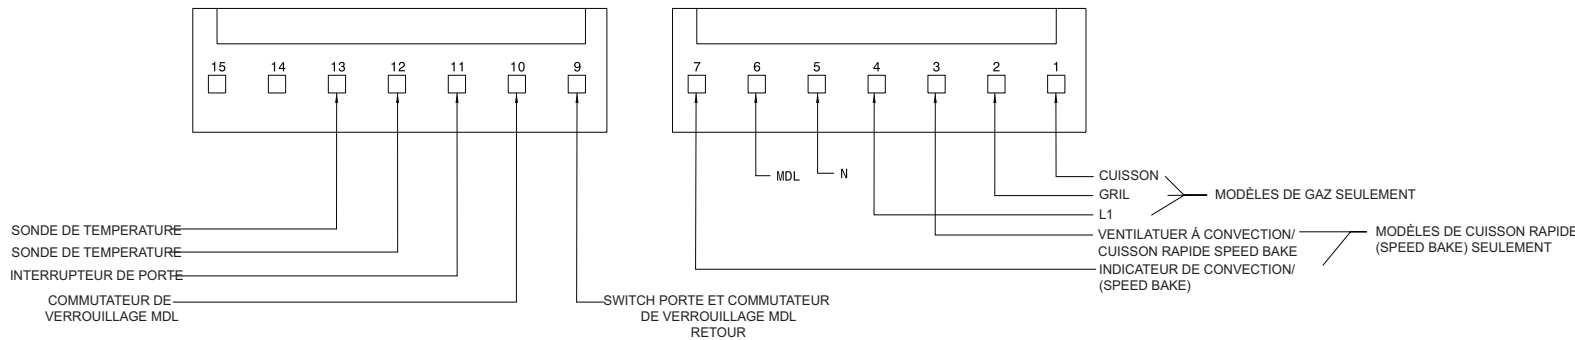 15 14 13 12 11 10 9
7 6 5 4 3 2 1
MDL
N
CUISSON
GRIL
L1
MODÈLES DE GAZ SEULEMENT
VENTILATUER Á CONVECTION/
CUISSON RAPIDE SPEED BAKE
INDICATEUR DE CONVECTION/
(SPEED BAKE)
MODÈLES DE CUISSON RAPIDE
(SPEED BAKE) SEULEMENT
SONDE DE TEMPERATURE
SONDE DE TEMPERATURE
INTERRUPTEUR DE PORTE
COMMUTATEUR DE
VERROUILLAGE MDL
SWITCH PORTE ET COMMUTATEUR
DE VERROUILLAGE MDL
RETOUR